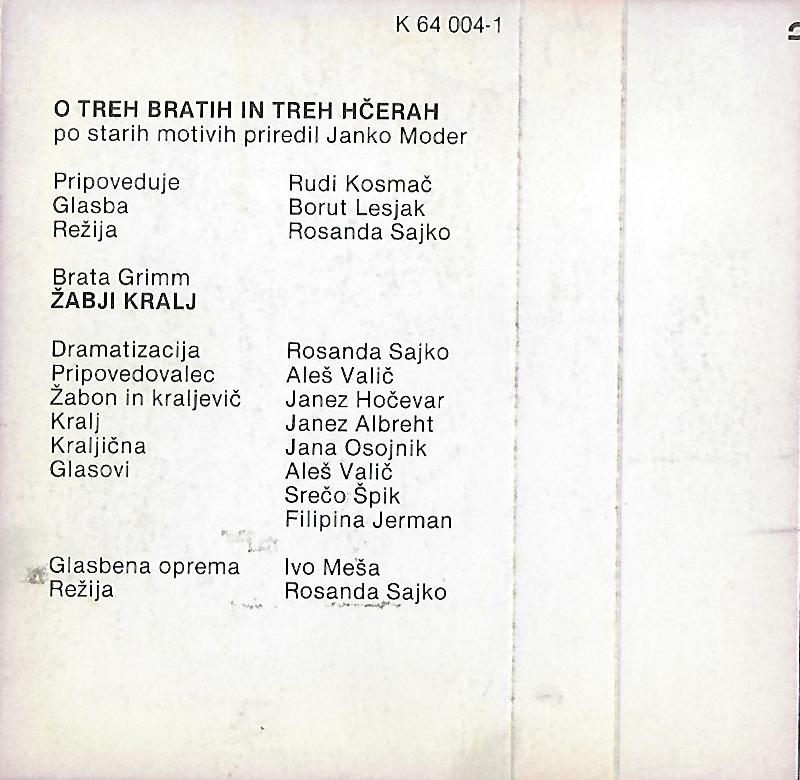 K 64 004-1
O TREH BRATIH IN TREH HČERAH
po starih motivih priredil Janko Moder
Pripoveduje Rudi Kosmač
Glasba Borut Lesjak
Režija Rosanda Sajko
Brata Grimm
ŽABJI KRALJ
Dramatizacija Rosanda Sajko
Pripovedovalec Aleš Valič
Žabon in kraljevič Janez Hočevar
Kralj Janez Albreht
Kraljična Jana Osojnik
Glasovi Aleš Valič
Srečo Špik
Filipina Jerman
Glasbena oprema Ivo Meša
Režija Rosanda Sajko